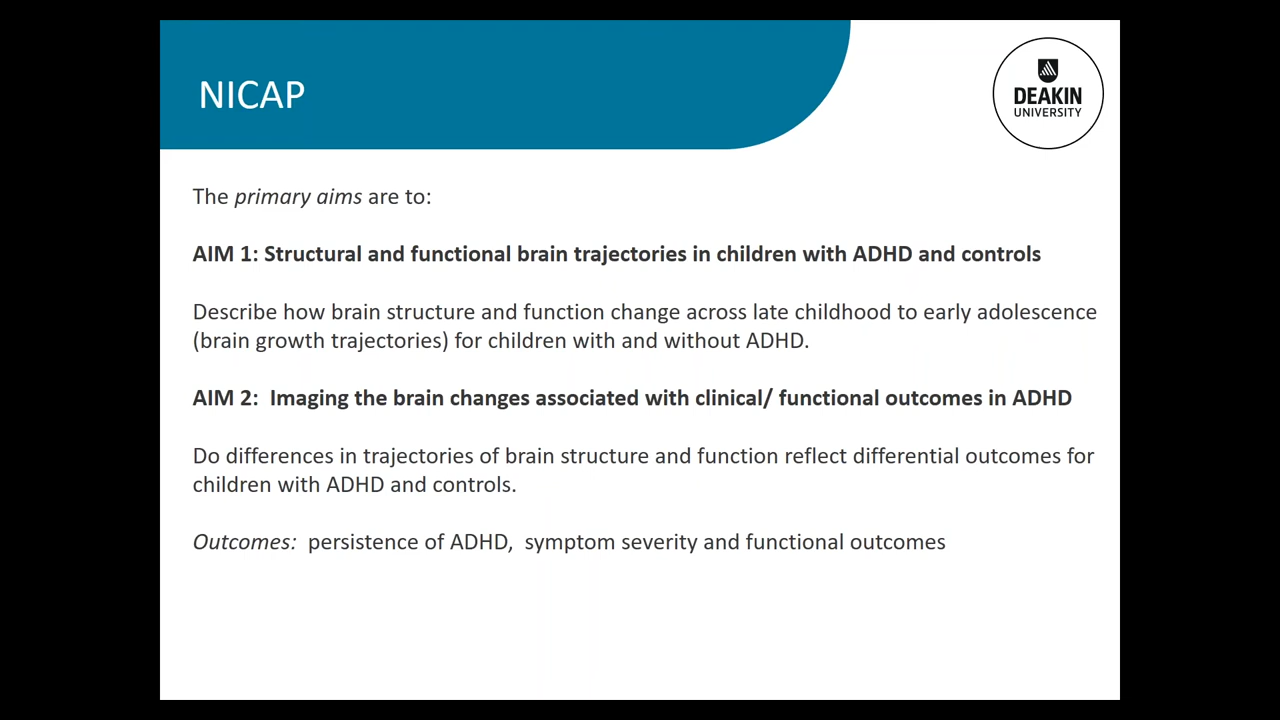 NICAP
DEAKIN
UNIVERSITY
The primary aims are to:
AIM 1: Structural and functional brain trajectories in children with ADHD and controls
Describe how brain structure and function change across late childhood to early adolescence
(brain growth trajectories) for children with and without ADHD.
AIM 2:  Imaging the brain changes associated with clinical/ functional outcomes in ADHD
Do differences in trajectories of brain structure and function reflect differential outcomes for
children with ADHD and controls.
Outcomes:  persistence of ADHD,  symptom severity and functional outcomes